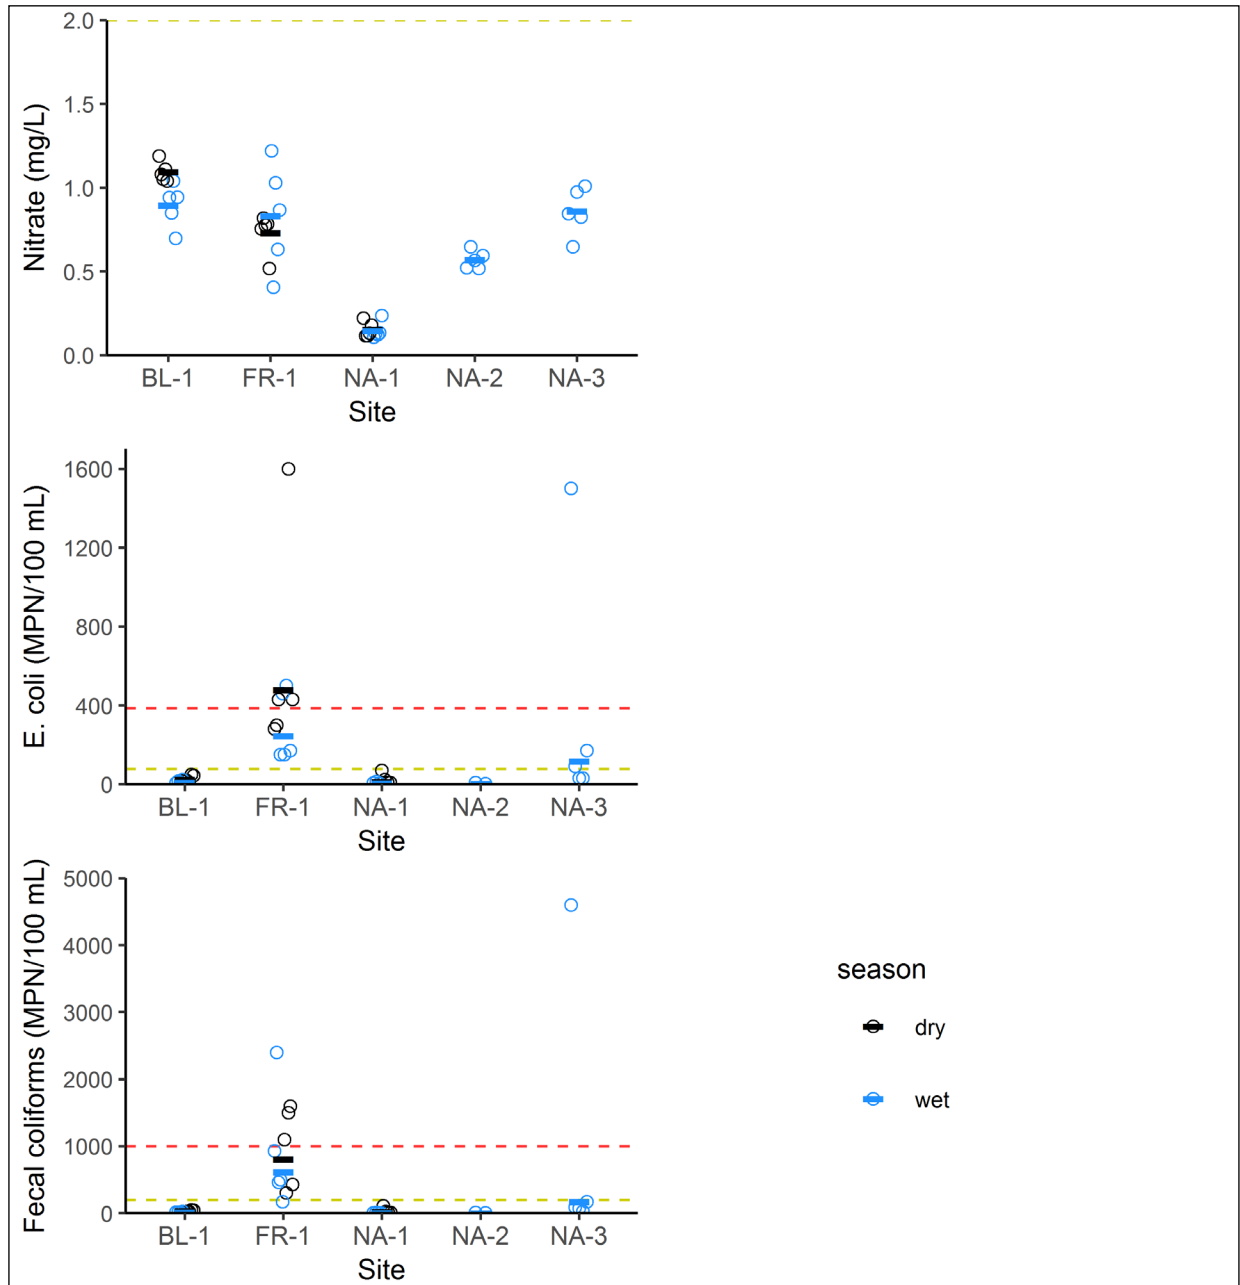 2.0
1.5
1.0
0.5
0.0
Nitrate (mg/L)
BL-1 FR-1 NA-1 NA-2 NA-3
Site
1600
1200
800
400
0
E. coli (MPN/100 mL)
BL-1 FR-1 NA-1 NA-2 NA-3
Site
5000
4000
3000
2000
1000
0
Fecal coliforms (MPN/100 mL)
BL-1 FR-1 NA-1 NA-2 NA-3
Site
season
dry
wet